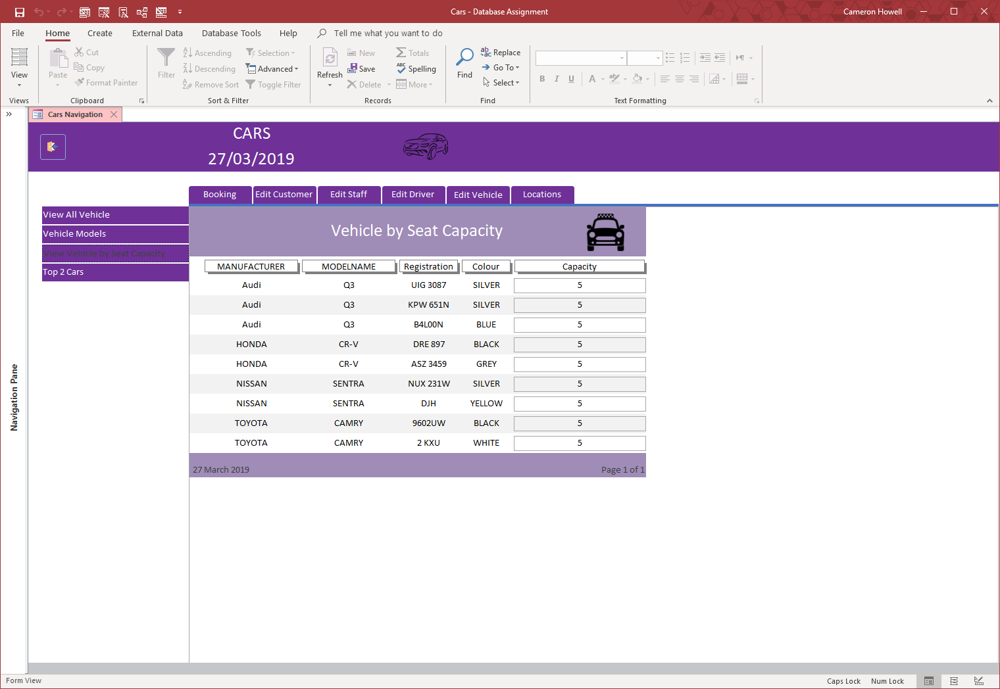 Cars - Database Assignment
Cameron Howell
File Home Create External Data Database Tools Help Tell me what you want to do
View
Views
Paste
Cut
Copy
Format Painter
Clipboard
Filter
Ascending
Descending
Remove Sort
Selection
Advanced
Toggle Filter
Sort & Filter
Refresh
New
Save
Delete
Totals
Spelling
More
Records
Find
Replace
Go To
Select
Find
B I U A
Text Formatting
Cars Navigation
Navigation Pane
CARS
27/03/2019
Booking Edit Customer Edit Staff Edit Driver Edit Vehicle Locations
View All Vehicle
Vehicle Models
View Vehicle by Seat Capacity
Top 2 Cars
Vehicle by Seat Capacity
MANUFACTURER MODELNAME Registration Colour Capacity
Audi Q3 UIG 3087 SILVER 5
Audi Q3 KPW 651N SILVER 5
Audi Q3 B4L00N BLUE 5
HONDA CR-V DRE 897 BLACK 5
HONDA CR-V ASZ 3459 GREY 5
NISSAN SENTRA NUX 231W SILVER 5
NISSAN SENTRA DJH YELLOW 5
TOYOTA CAMRY 9602UW BLACK 5
TOYOTA CAMRY 2 KXU WHITE 5
27 March 2019 Page 1 of 1
Form View
Caps Lock Num Lock